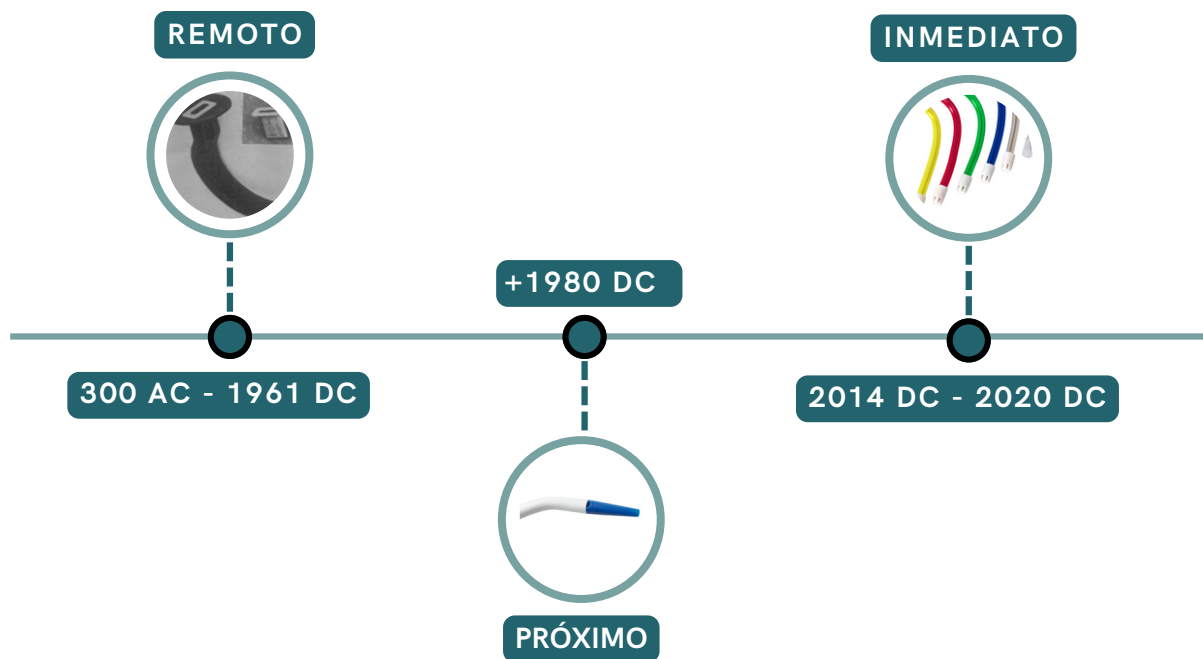 REMOTO
INMEDIATO
+1980 DC
300 AC - 1961 DC
2014 DC - 2020 DC
PRÓXIMO